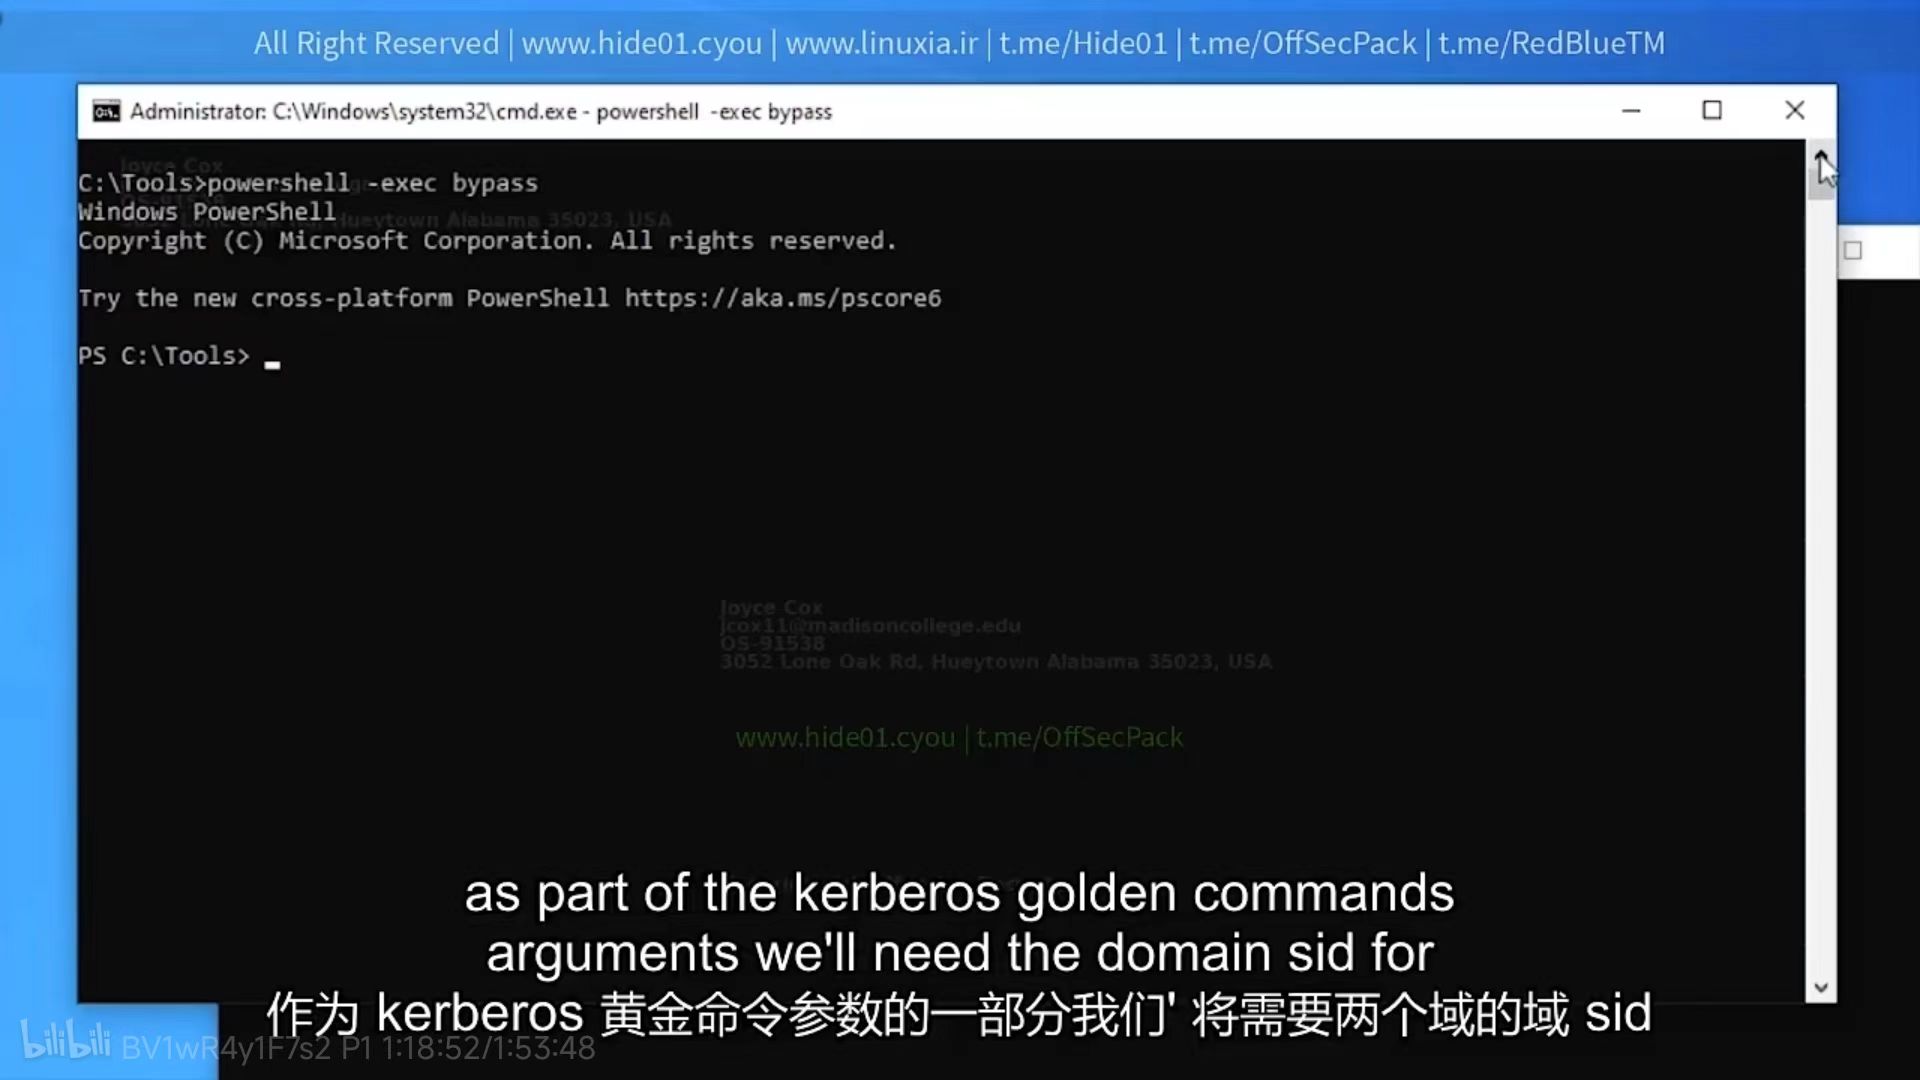 All Right Reserved | www.hide01.cyou | www.linuxia.ir | t.me/Hide01 | t.me/OffSecPack | t.me/RedBlueTM
Administrator: C:\Windows\system32\cmd.exe - powershell -exec bypass
Joyce Cox
C:\Tools>powershell -exec bypass
Windows PowerShell
Hueytown Alabama 35023, USA
Copyright (C) Microsoft Corporation. All rights reserved.
Try the new cross-platform PowerShell https://aka.ms/pscore6
PS C:\Tools>
Joyce Cox
jcox11@madisoncollege.edu
OS-91538
3052 Lone Oak Rd, Hueytown Alabama 35023, USA
www.hide01.cyou | t.me/OffSecPack
as part of the kerberos golden commands
arguments we'll need the domain sid for
作为 kerberos 黄金命令参数的一部分我们' 将需要两个域的域 sid
bilibili BV1wR4y1F7s2 P1 1:18:52/1:53:48